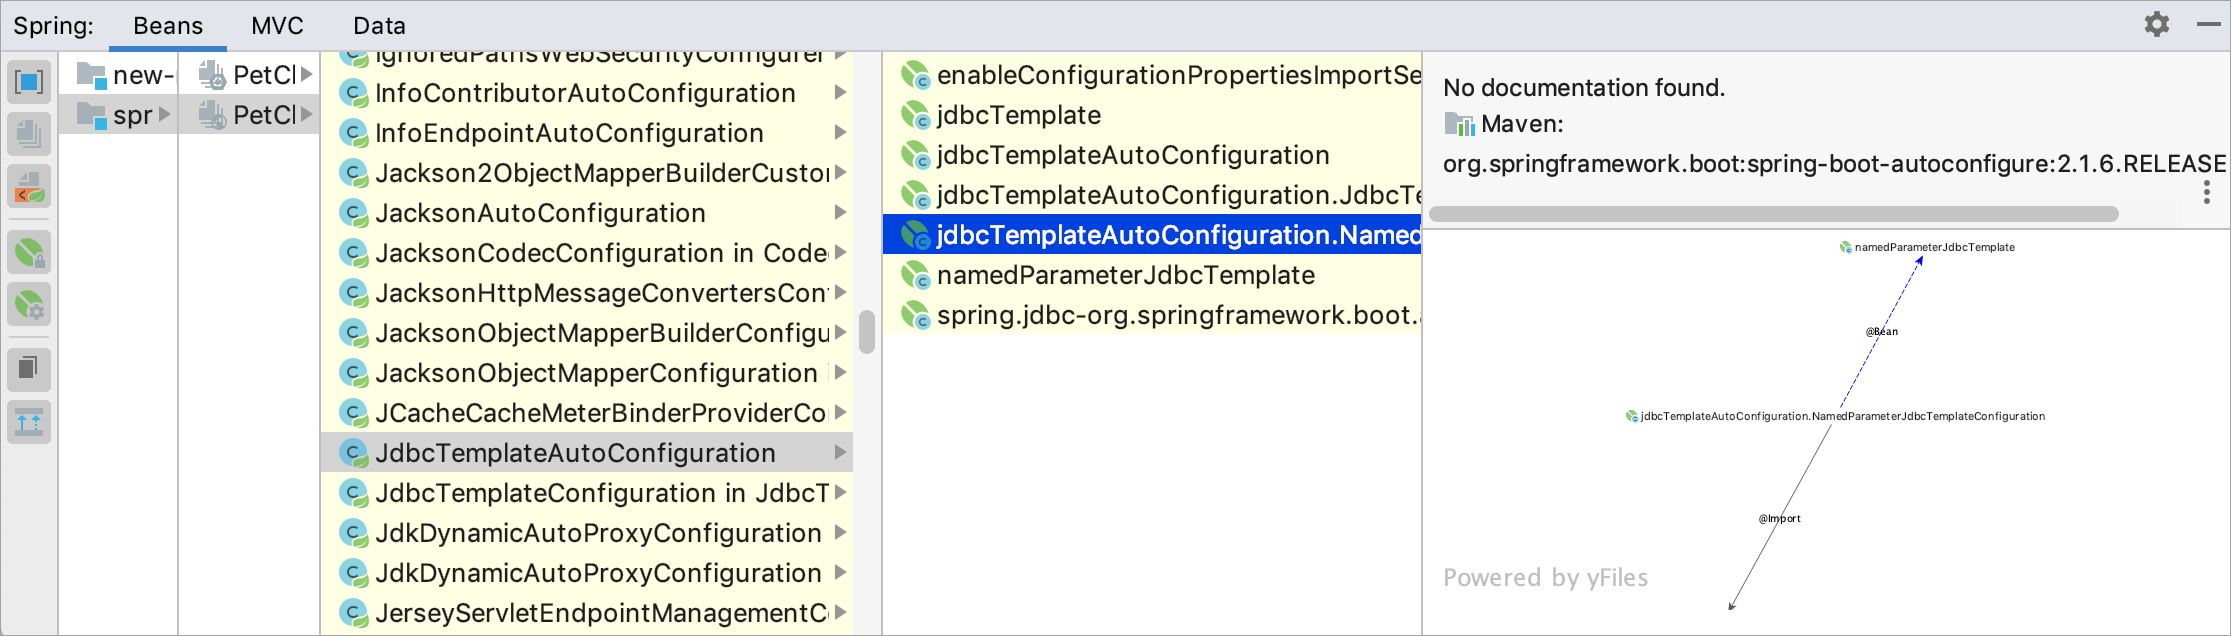 Spring: Beans MVC Data
new-
spr
PetCl
PetCl
InfoContributorAutoConfiguration
InfoEndpointAutoConfiguration
Jackson2ObjectMapperBuilderCustor
JacksonAutoConfiguration
JacksonCodecConfiguration in Code
JacksonHttpMessageConvertersCon
JacksonObjectMapperBuilderConfigu
JacksonObjectMapperConfiguration
JCacheCacheMeterBinderProviderCo
JdbcTemplateAutoConfiguration
JdbcTemplateConfiguration in JdbcT
JdkDynamicAutoProxyConfiguration
JdkDynamicAutoProxyConfiguration
JerseyServletEndpointManagementCo
enableConfigurationPropertiesImportSe
jdbcTemplate
jdbcTemplateAutoConfiguration
jdbcTemplateAutoConfiguration.JdbcTe
jdbcTemplateAutoConfiguration.Named
namedParameterJdbcTemplate
spring.jdbc-org.springframework.boot.
No documentation found.
Maven:
org.springframework.boot:spring-boot-autoconfigure:2.1.6.RELEASE
namedParameterJdbcTemplate
@Bean
jdbcTemplateAutoConfiguration.NamedParameterJdbcTemplateConfiguration
@Import
Powered by yFiles